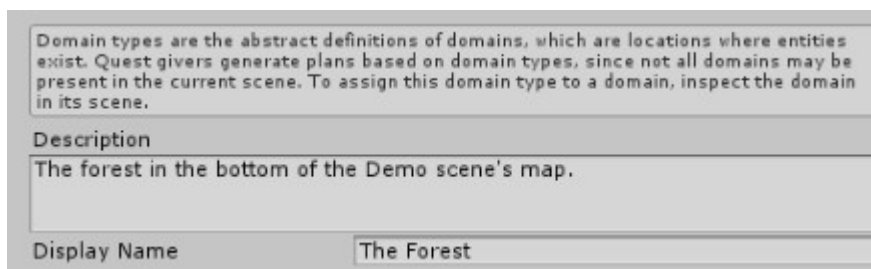 Domain types are the abstract definitions of domains, which are locations where entities
exist. Quest givers generate plans based on domain types, since not all domains may be
present in the current scene. To assign this domain type to a domain, inspect the domain
in its scene.
Description
The forest in the bottom of the Demo scene's map.
Display Name The Forest